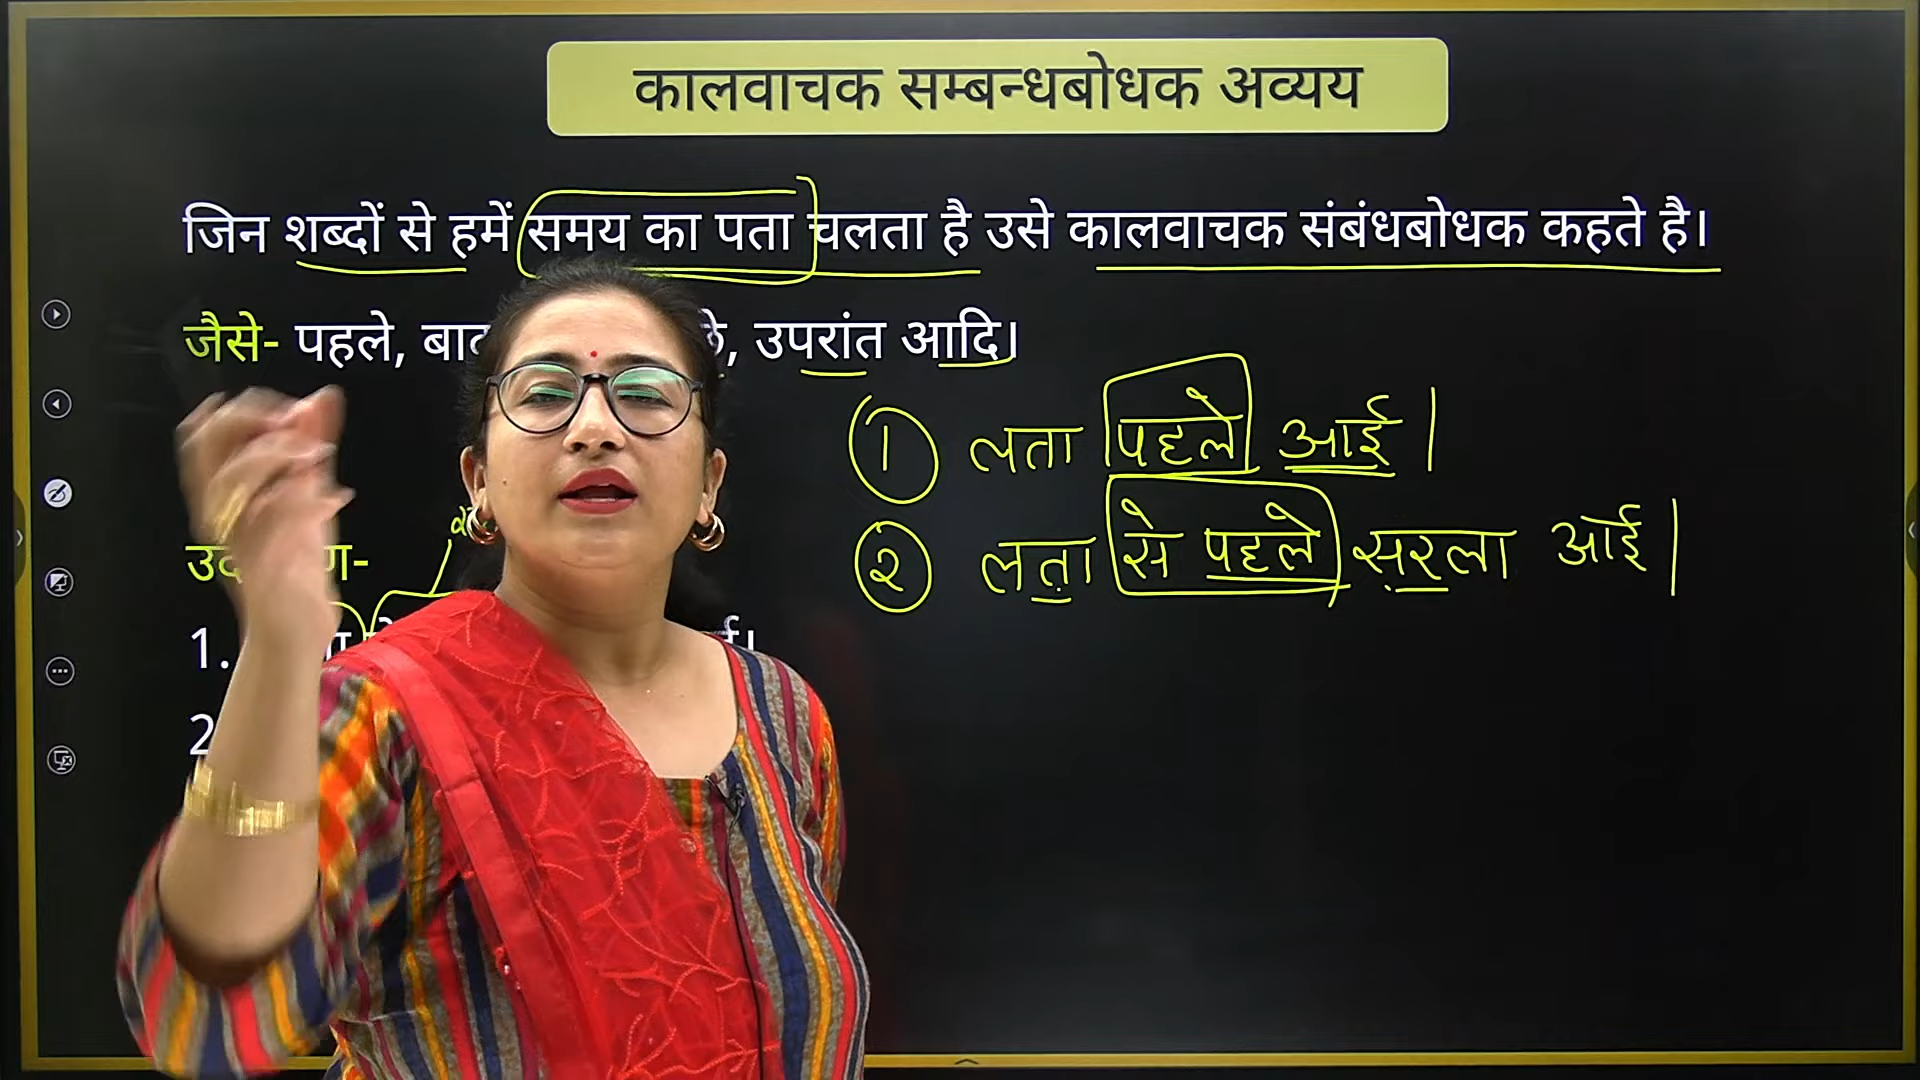 कालवाचक सम्बन्धबोधक अव्यय
जिन शब्दों से हमें समय का पता चलता है उसे कालवाचक संबंधबोधक कहते है।
जैसे- पहले, उपरांत आदि।
① लता पहले आई।
② लता से पहले सरला आई।
1.
2